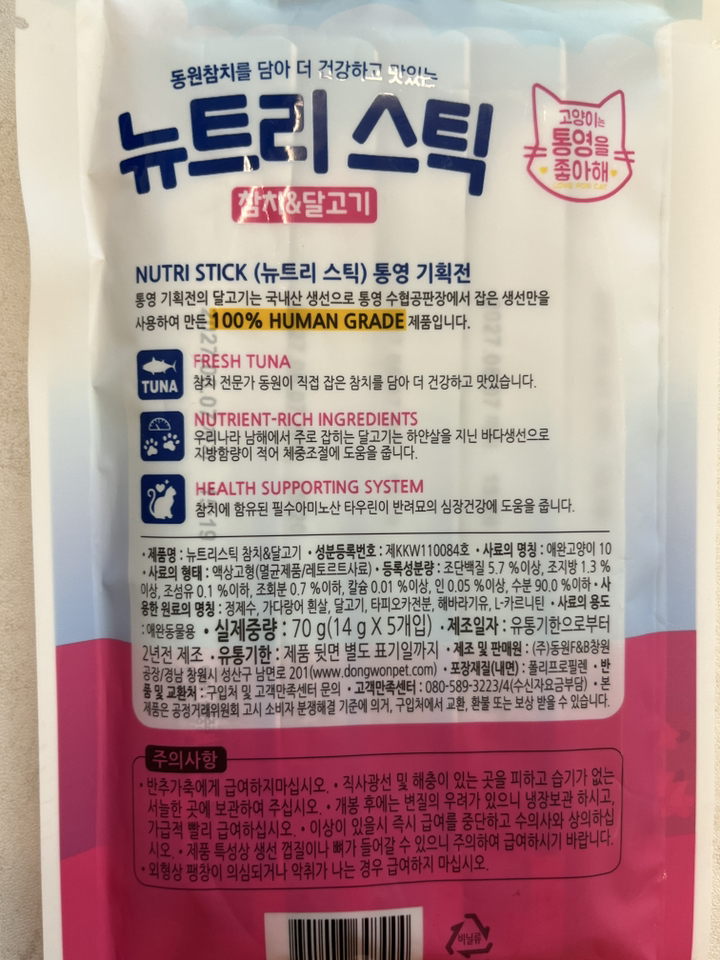 동원참치를 담아 더 건강하고 맛있는
뉴트리 스틱
참치&달고기
고양이는
통영을
좋아해
LOVE FOR CAT
NUTRI STICK (뉴트리 스틱) 통영 기획전
통영 기획전의 달고기는 국내산 생선으로 통영 수협공판장에서 잡은 생선만을
사용하여 만든 100% HUMAN GRADE 제품입니다.
TUNA
FRESH TUNA
참치 전문가 동원이 직접 잡은 참치를 담아 더 건강하고 맛있습니다.
NUTRIENT-RICH INGREDIENTS
우리나라 남해에서 주로 잡히는 달고기는 하얀살을 지닌 바다생선으로
지방함량이 적어 체중조절에 도움을 줍니다.
HEALTH SUPPORTING SYSTEM
참치에 함유된 필수아미노산 타우린이 반려묘의 심장건강에 도움을 줍니다.
• 제품명 : 뉴트리스틱 참치&달고기 • 성분등록번호 : 제KKW110084호 • 사료의 명칭 : 애완고양이 10
• 사료의 형태 : 액상고형(멸균제품/레토르트사료) • 등록성분량 : 조단백질 5.7 %이상, 조지방 1.3 %
이상, 조섬유 0.1 %이하, 조회분 0.7 %이하, 칼슘 0.01 %이상, 인 0.05 %이상, 수분 90.0 %이하 • 사
용한 원료의 명칭 : 정제수, 가다랑어 흰살, 달고기, 타피오카전분, 해바라기유, L-카르니틴 • 사료의 용도
: 애완동물용 • 실제중량 : 70 g(14 g X 5개입) • 제조일자 : 유통기한으로부터
2년전 제조 • 유통기한 : 제품 뒷면 별도 표기일까지 • 제조 및 판매원 : (주)동원F&B창원
공장/경남 창원시 성산구 남면로 201(www.dongwonpet.com) • 포장재질(내면) : 폴리프로필렌 • 반
품 및 교환처 : 구입처 및 고객만족센터 문의 • 고객만족센터 : 080-589-3223/4(수신자요금부담) • 본
제품은 공정거래위원회 고시 소비자 분쟁해결 기준에 의거, 구입처에서 교환, 환불 또는 보상 받을 수 있습니다.
주의사항
• 반추가축에게 급여하지마십시오. • 직사광선 및 해충이 있는 곳을 피하고 습기가 없는
서늘한 곳에 보관하여 주십시오. • 개봉 후에는 변질의 우려가 있으니 냉장보관 하시고,
가급적 빨리 급여하십시오. • 이상이 있을시 즉시 급여를 중단하고 수의사와 상의하십
시오. • 제품 특성상 생선 껍질이나 뼈가 들어갈 수 있으니 주의하여 급여하시기 바랍니다.
• 외형상 팽창이 의심되거나 악취가 나는 경우 급여하지 마십시오.
비닐류